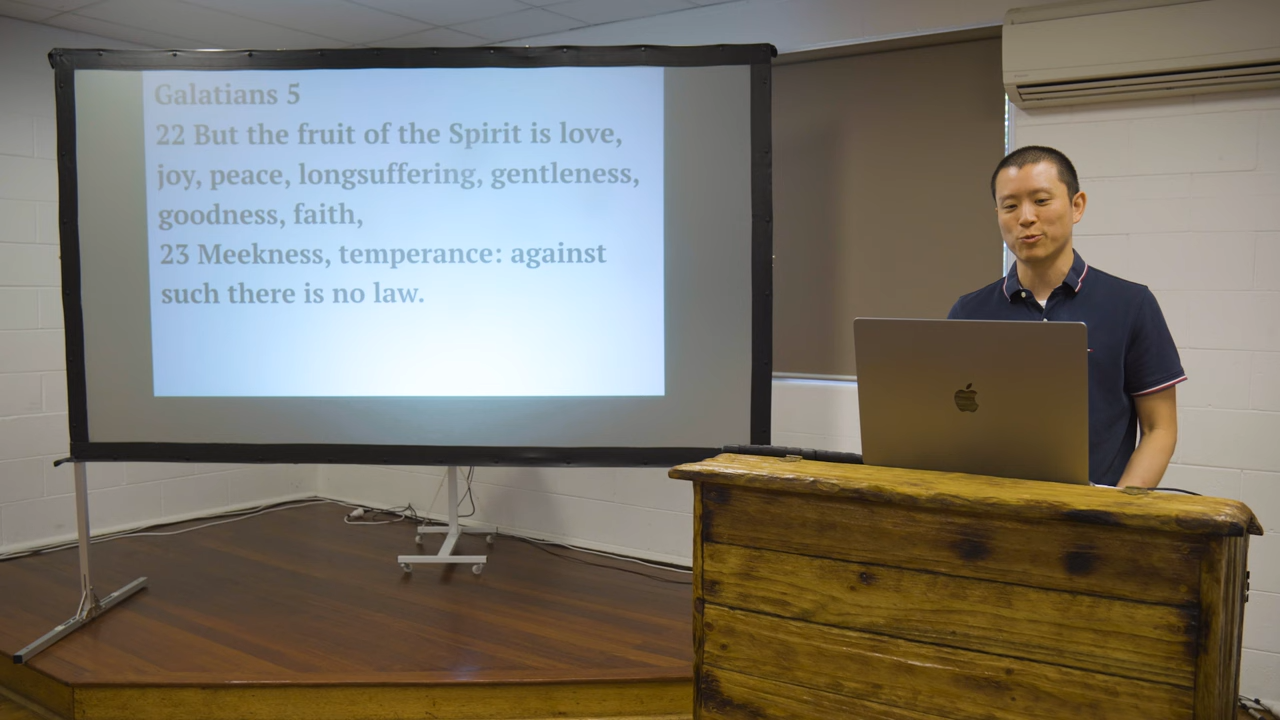 Galatians 5
22 But the fruit of the Spirit is love,
joy, peace, longsuffering, gentleness,
goodness, faith,
23 Meekness, temperance: against
such there is no law.